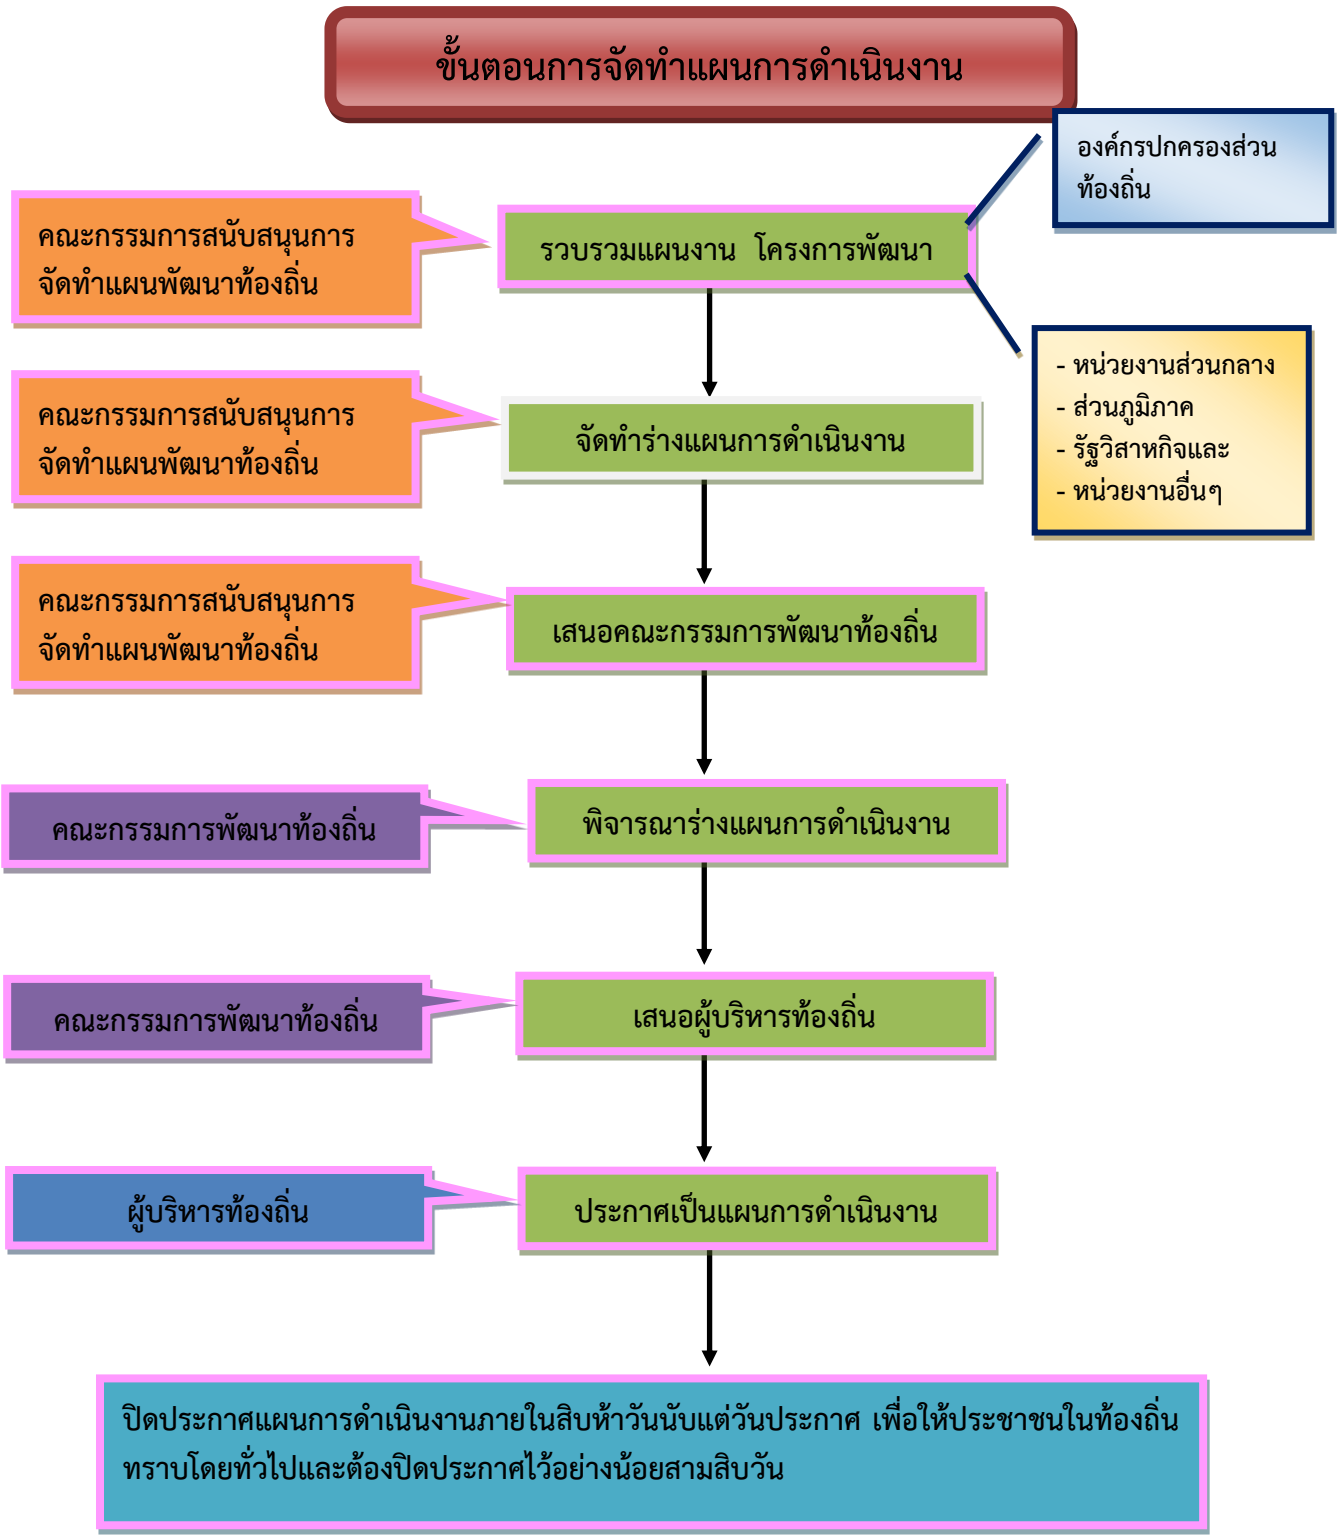 ขั้นตอนการจัดทำแผนการดำเนินงาน
องค์กรปกครองส่วน
ท้องถิ่น
คณะกรรมการสนับสนุนการ
จัดทำแผนพัฒนาท้องถิ่น
รวบรวมแผนงาน โครงการพัฒนา
- หน่วยงานส่วนกลาง
- ส่วนภูมิภาค
- รัฐวิสาหกิจและ
- หน่วยงานอื่นๆ
คณะกรรมการสนับสนุนการ
จัดทำแผนพัฒนาท้องถิ่น
จัดทำร่างแผนการดำเนินงาน
คณะกรรมการสนับสนุนการ
จัดทำแผนพัฒนาท้องถิ่น
เสนอคณะกรรมการพัฒนาท้องถิ่น
คณะกรรมการพัฒนาท้องถิ่น
พิจารณาร่างแผนการดำเนินงาน
คณะกรรมการพัฒนาท้องถิ่น
เสนอผู้บริหารท้องถิ่น
ผู้บริหารท้องถิ่น
ประกาศเป็นแผนการดำเนินงาน
ปิดประกาศแผนการดำเนินงานภายในสิบห้าวันนับแต่วันประกาศ เพื่อให้ประชาชนในท้องถิ่น
ทราบโดยทั่วไปและต้องปิดประกาศไว้อย่างน้อยสามสิบวัน